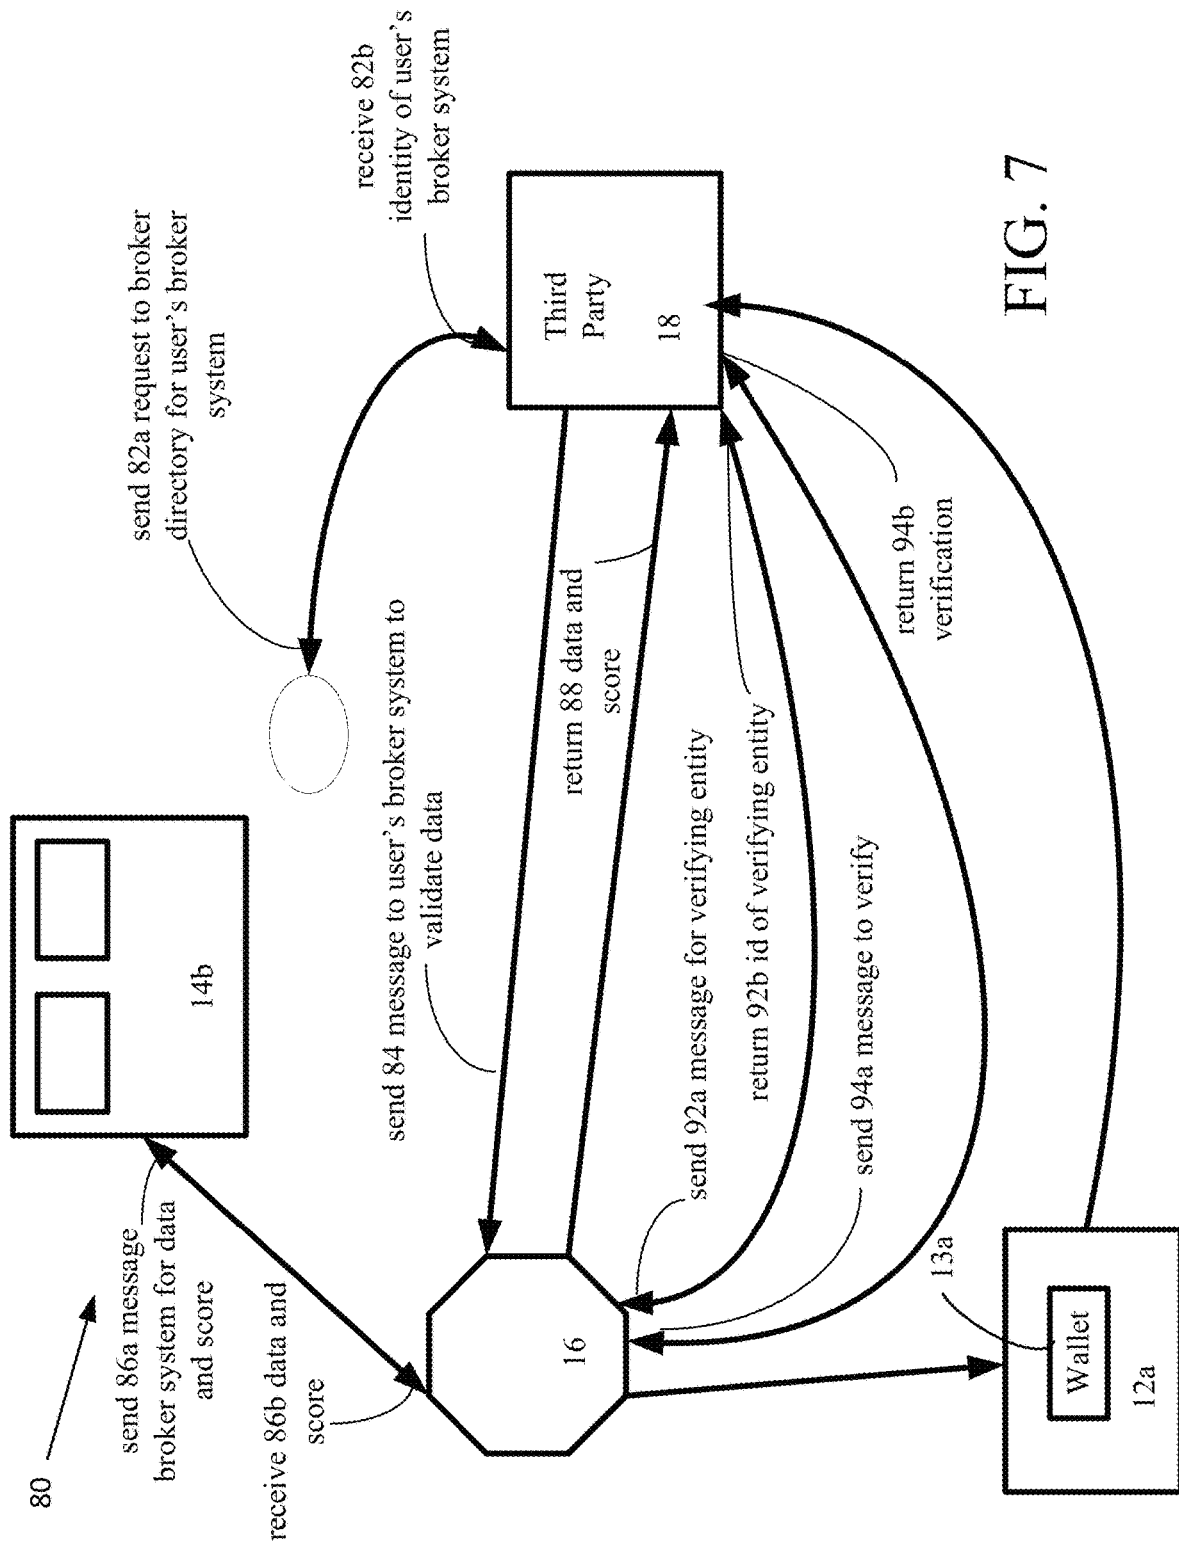 80
send 86a message
broker system for data
and score
receive 86b data and
score
14b
16
send 82a request to broker
directory for user's broker
system
receive 82b
identity of user's
broker system
send 84 message to user's broker system to
validate data
return 88 data and
score
Third
Party
18
send 92a message for verifying entity
return 92b id of verifying entity
send 94a message to verify
return 94b
verification
13a
Wallet
12a
FIG. 7